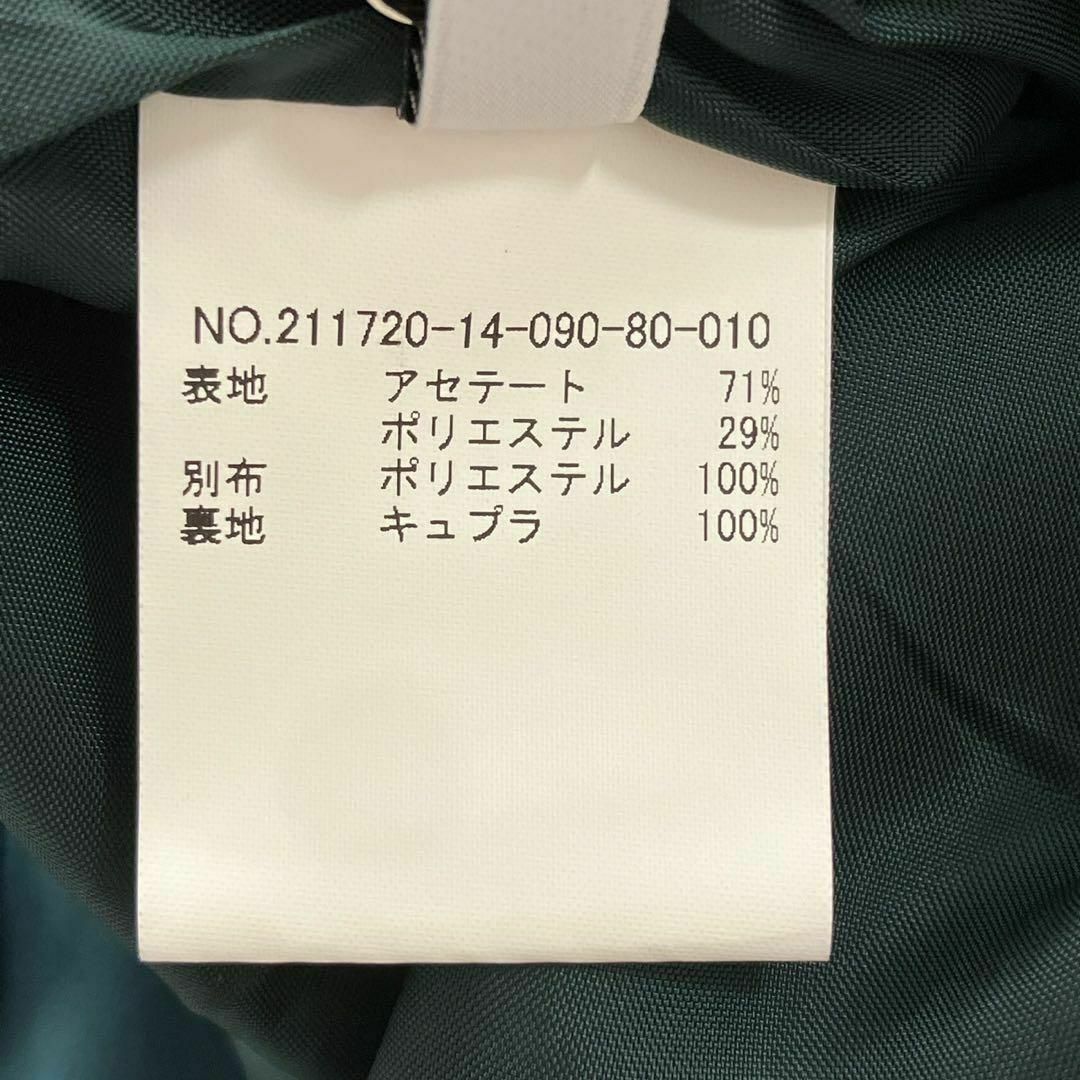 NO.211720-14-090-80-010
表地 アセテート 71%
ポリエステル 29%
別布 ポリエステル 100%
裏地 キュプラ 100%